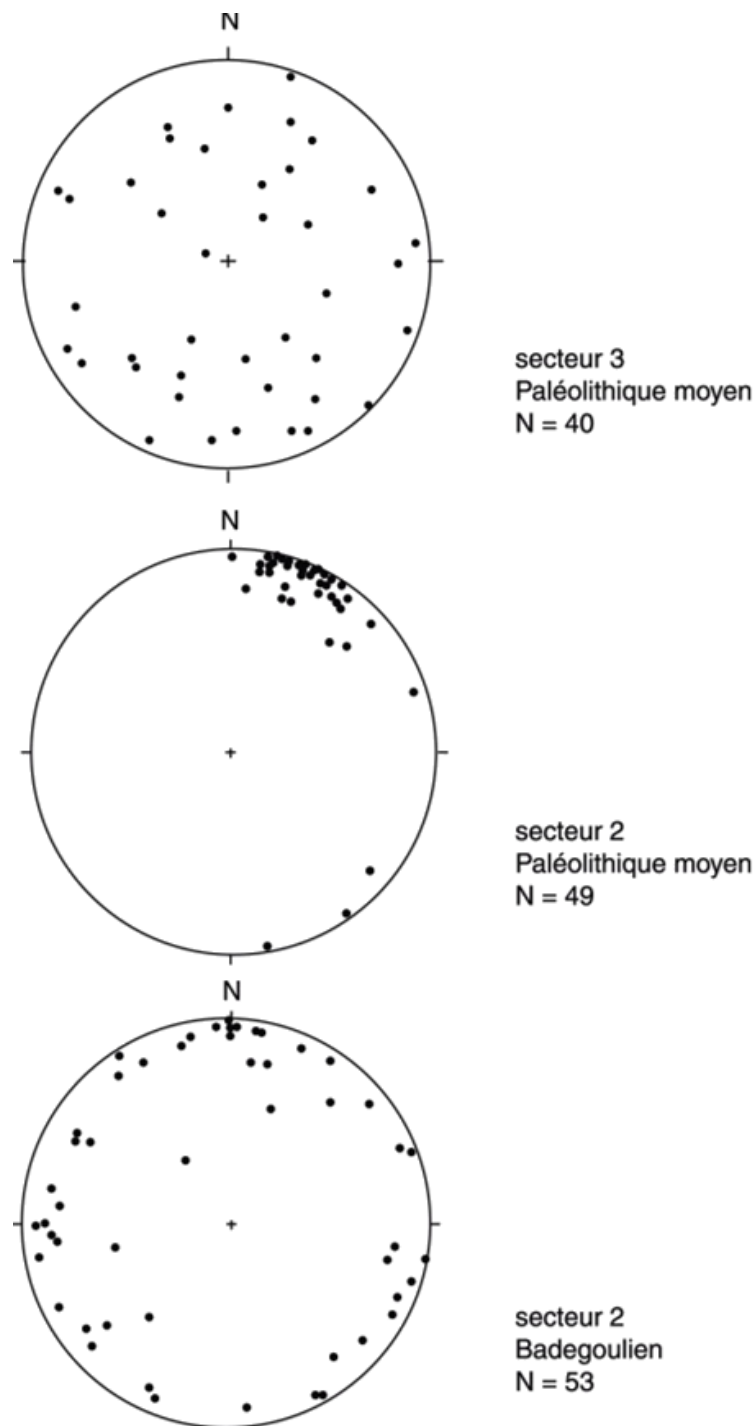 N
secteur 3
Paléolithique moyen
N = 40
N
secteur 2
Paléolithique moyen
N = 49
N
secteur 2
Badegoulien
N = 53